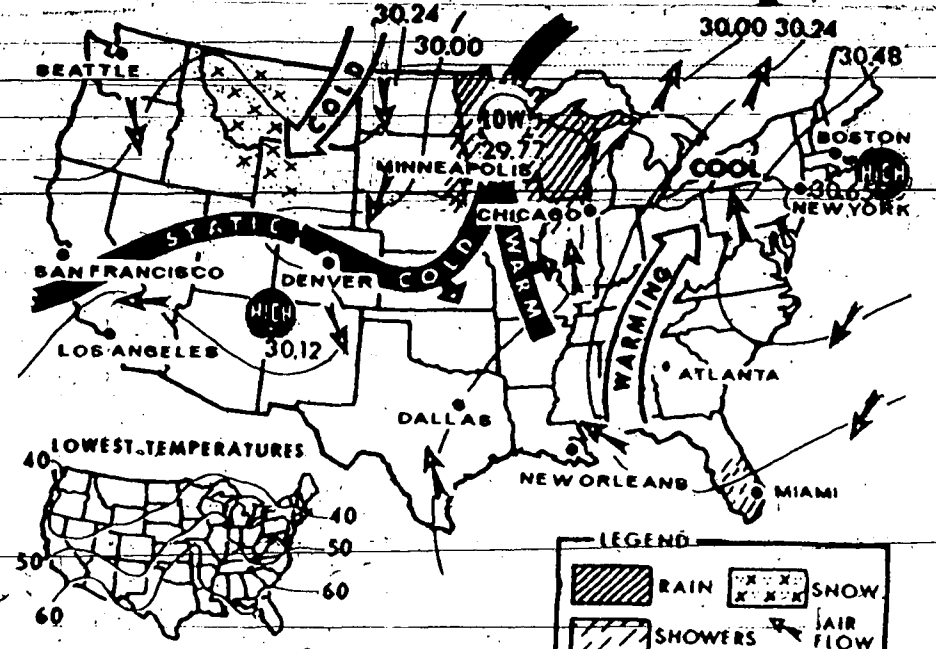 30.24
30.00
30.00 30.24
30.48
SEATTLE
COLD
LOW
29.77
MINNEAPOLIS
COOL
BOSTON
HIGH
NEW YORK
CHICAGO
STATIC
COLD
WARM
SAN FRANCISCO
DENVER
HIGH
30.12
LOS ANGELES
WARMING
ATLANTA
DALLAS
NEW ORLEANS
MIAMI
LOWEST TEMPERATURES
40
40
50
50
60
60
LEGEND
RAIN
SNOW
SHOWERS
AIR
FLOW